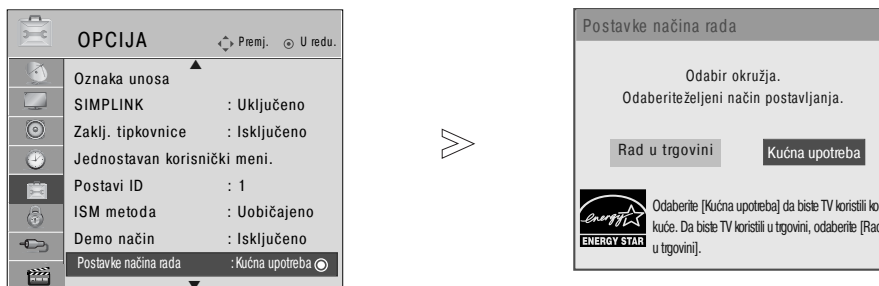 OPCIJA Premj. U redu.
Oznaka unosa
SIMPLINK : Uključeno
Zaklj. tipkovnice : Isključeno
Jednostavan korisnički meni.
Postavi ID : 1
ISM metoda : Uobičajeno
Demo način : Isključeno
Postavke načina rada : Kućna upotreba
Postavke načina rada
Odabir okružja.
Odaberiteželjeni način postavljanja.
Rad u trgovini Kućna upotreba
energy
ENERGY STAR
Odaberite [Kućna upotreba] da biste TV koristili
kuće. Da biste TV koristili u trgovini, odaberite
u trgovini].